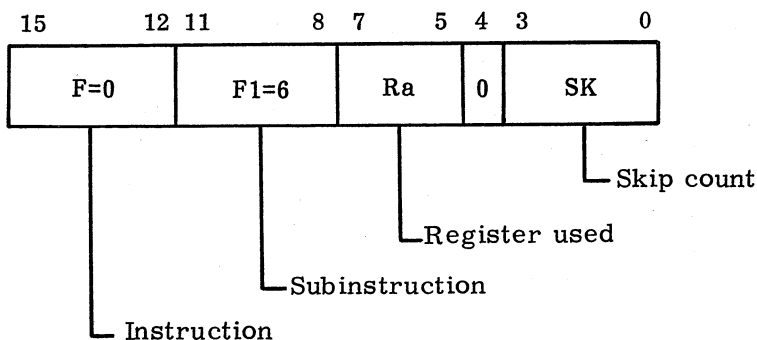 15 12 11 8 7 5 4 3 0
F=0 F1=6 Ra 0 SK
Skip count
Register used
Subinstruction
Instruction